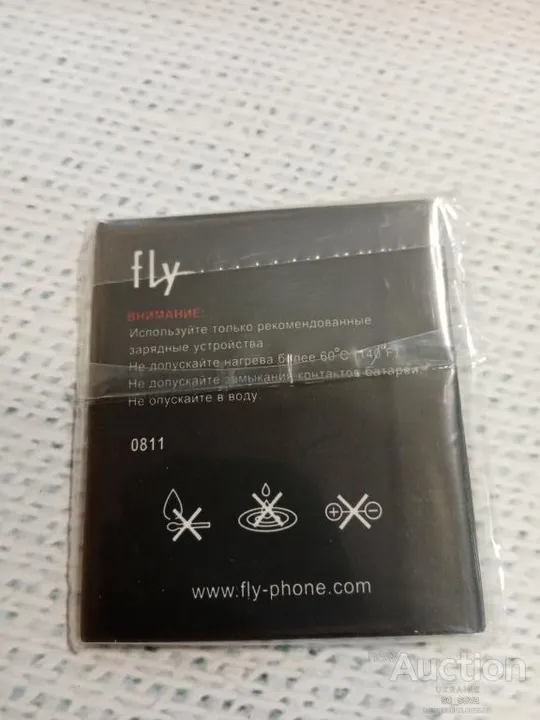 fly
ВНИМАНИЕ:
Используйте только рекомендованные
зарядные устройства
Не допускайте нагрева более 60°C (140°F)
Не допускайте замыкания контактов батареи.
Не опускайте в воду.
0811
www.fly-phone.com
Auction
UKRAINE